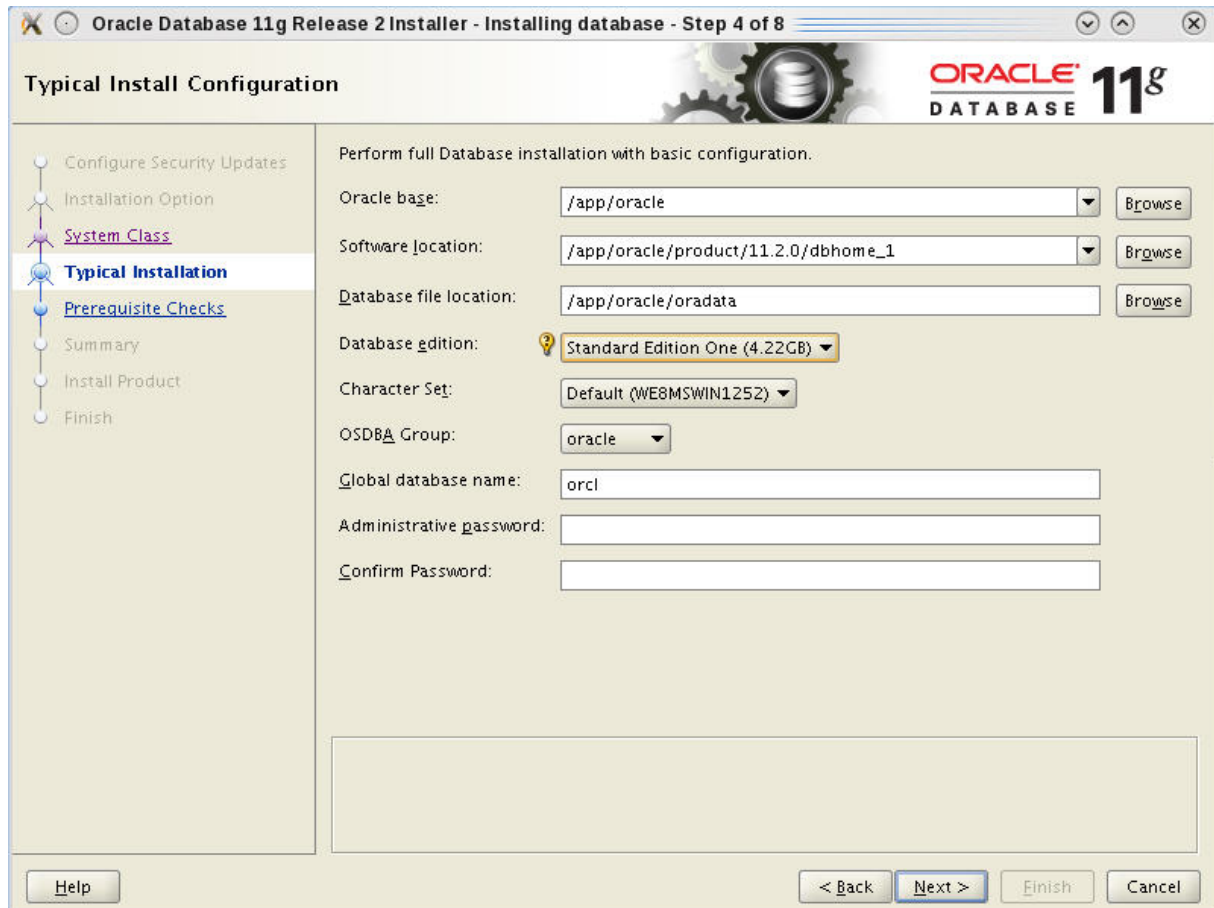 Oracle Database 11g Release 2 Installer - Installing database - Step 4 of 8
Typical Install Configuration
ORACLE
DATABASE
11g
Configure Security Updates
Installation Option
System Class
Typical Installation
Prerequisite Checks
Summary
Install Product
Finish
Perform full Database installation with basic configuration.
Oracle base: /app/oracle Browse
Software location: /app/oracle/product/11.2.0/dbhome_1 Browse
Database file location: /app/oracle/oradata Browse
Database edition: Standard Edition One (4.22GB)
Character Set: Default (WE8MSWIN1252)
OSDBA Group: oracle
Global database name: orcl
Administrative password:
Confirm Password:
Help < Back Next > Finish Cancel